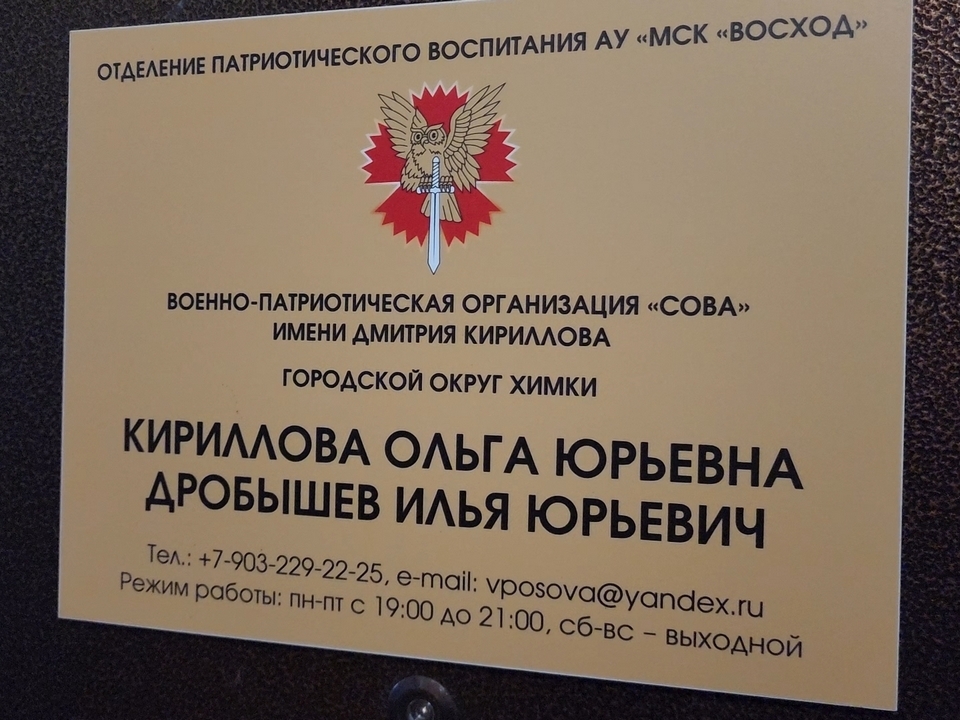 ОТДЕЛЕНИЕ ПАТРИОТИЧЕСКОГО ВОСПИТАНИЯ АУ «МСК «ВОСХОД»
ВОЕННО-ПАТРИОТИЧЕСКАЯ ОРГАНИЗАЦИЯ «СОВА»
ИМЕНИ ДМИТРИЯ КИРИЛЛОВА
ГОРОДСКОЙ ОКРУГ ХИМКИ
КИРИЛЛОВА ОЛЬГА ЮРЬЕВНА
ДРОБЫШЕВ ИЛЬЯ ЮРЬЕВИЧ
Тел.: +7-903-229-22-25, e-mail: vposova@yandex.ru
Режим работы: пн-пт с 19:00 до 21:00, сб-вс – выходной